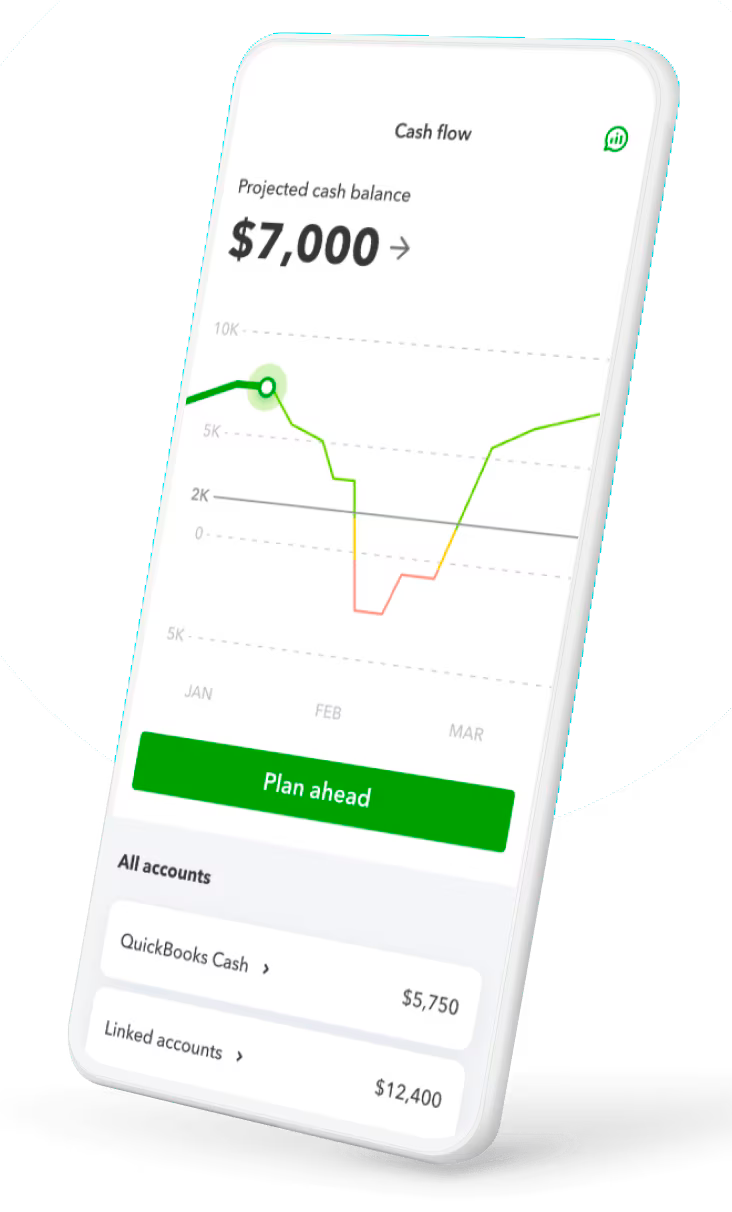 Cash flow
Projected cash balance
$7,000
10K
5K
2K
0
5K
JAN
FEB
MAR
Plan ahead
All accounts
QuickBooks Cash
$5,750
Linked accounts
$12,400